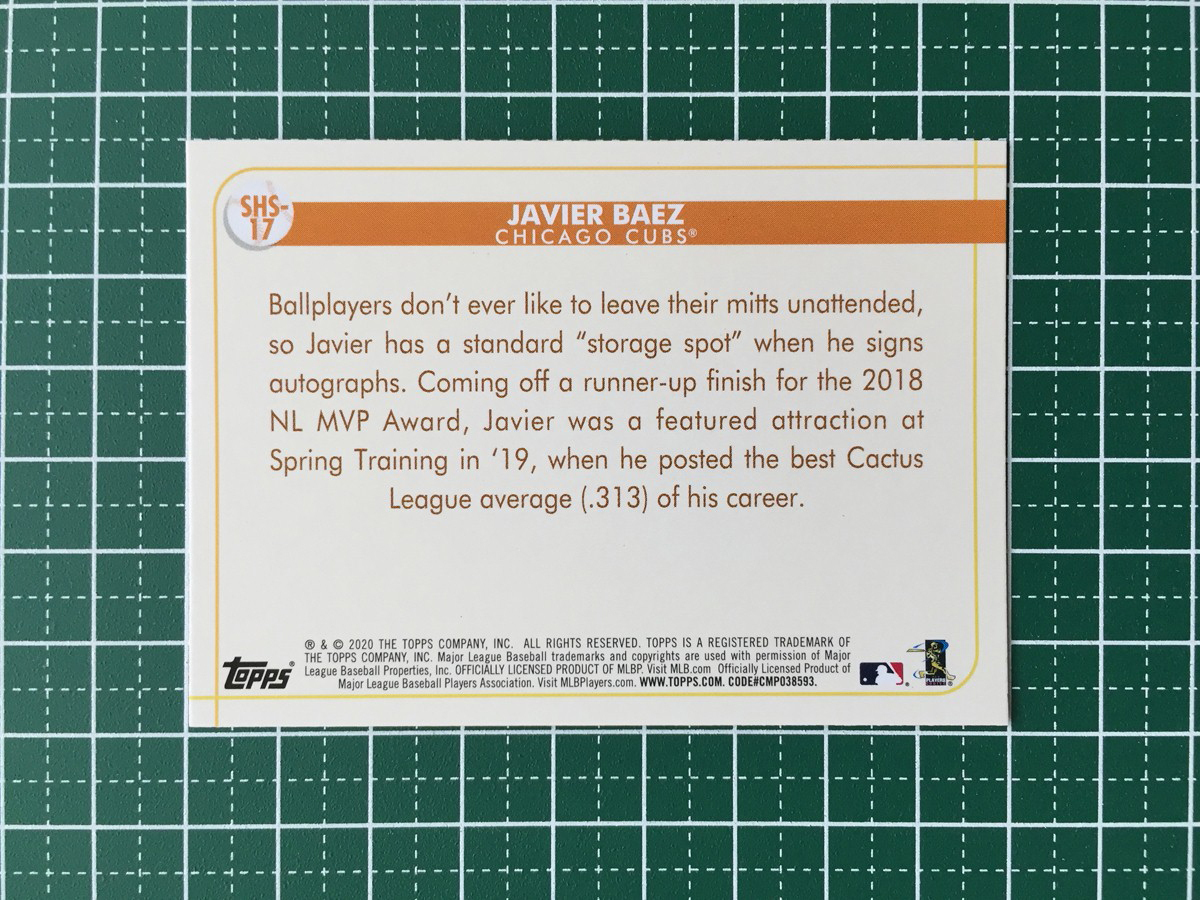 SHS-
17
JAVIER BAEZ
CHICAGO CUBS®
Ballplayers don't ever like to leave their mitts unattended,
so Javier has a standard “storage spot” when he signs
autographs. Coming off a runner-up finish for the 2018
NL MVP Award, Javier was a featured attraction at
Spring Training in ‘19, when he posted the best Cactus
League average (.313) of his career.
topps®
® & © 2020 THE TOPPS COMPANY, INC. ALL RIGHTS RESERVED. TOPPS IS A REGISTERED TRADEMARK OF
THE TOPPS COMPANY, INC. Major League Baseball trademarks and copyrights are used with permission of Major
League Baseball Properties, Inc. OFFICIALLY LICENSED PRODUCT OF MLBP. Visit MLB.com Officially Licensed Product of
Major League Baseball Players Association. Visit MLBPlayers.com. WWW.TOPPS.COM. CODE#CMP038593.
PLAYERS